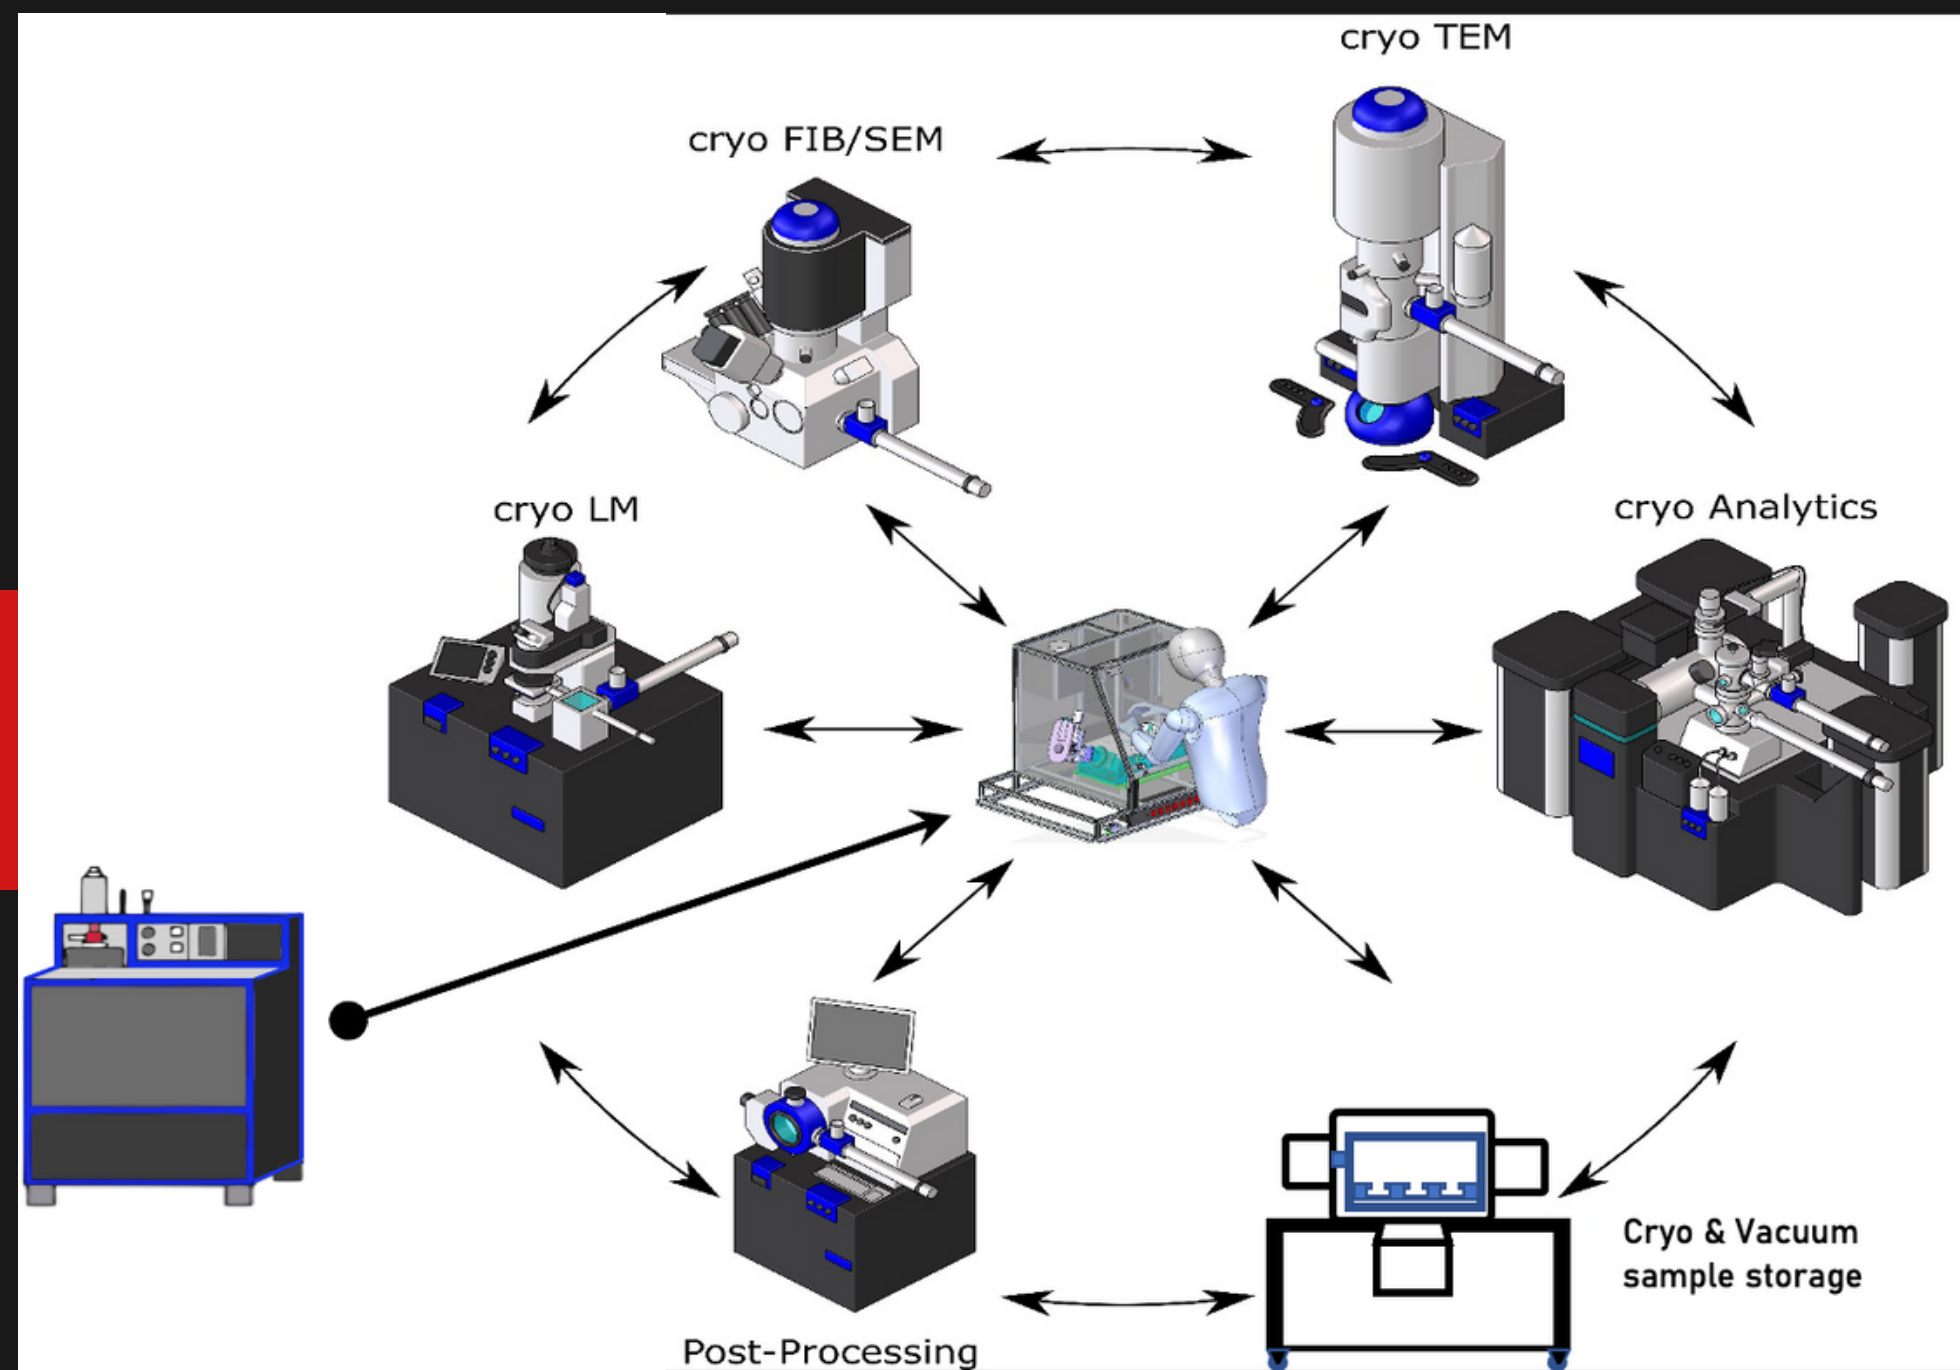 cryo TEM
cryo FIB/SEM
cryo LM
cryo Analytics
Cryo & Vacuum
sample storage
Post-Processing